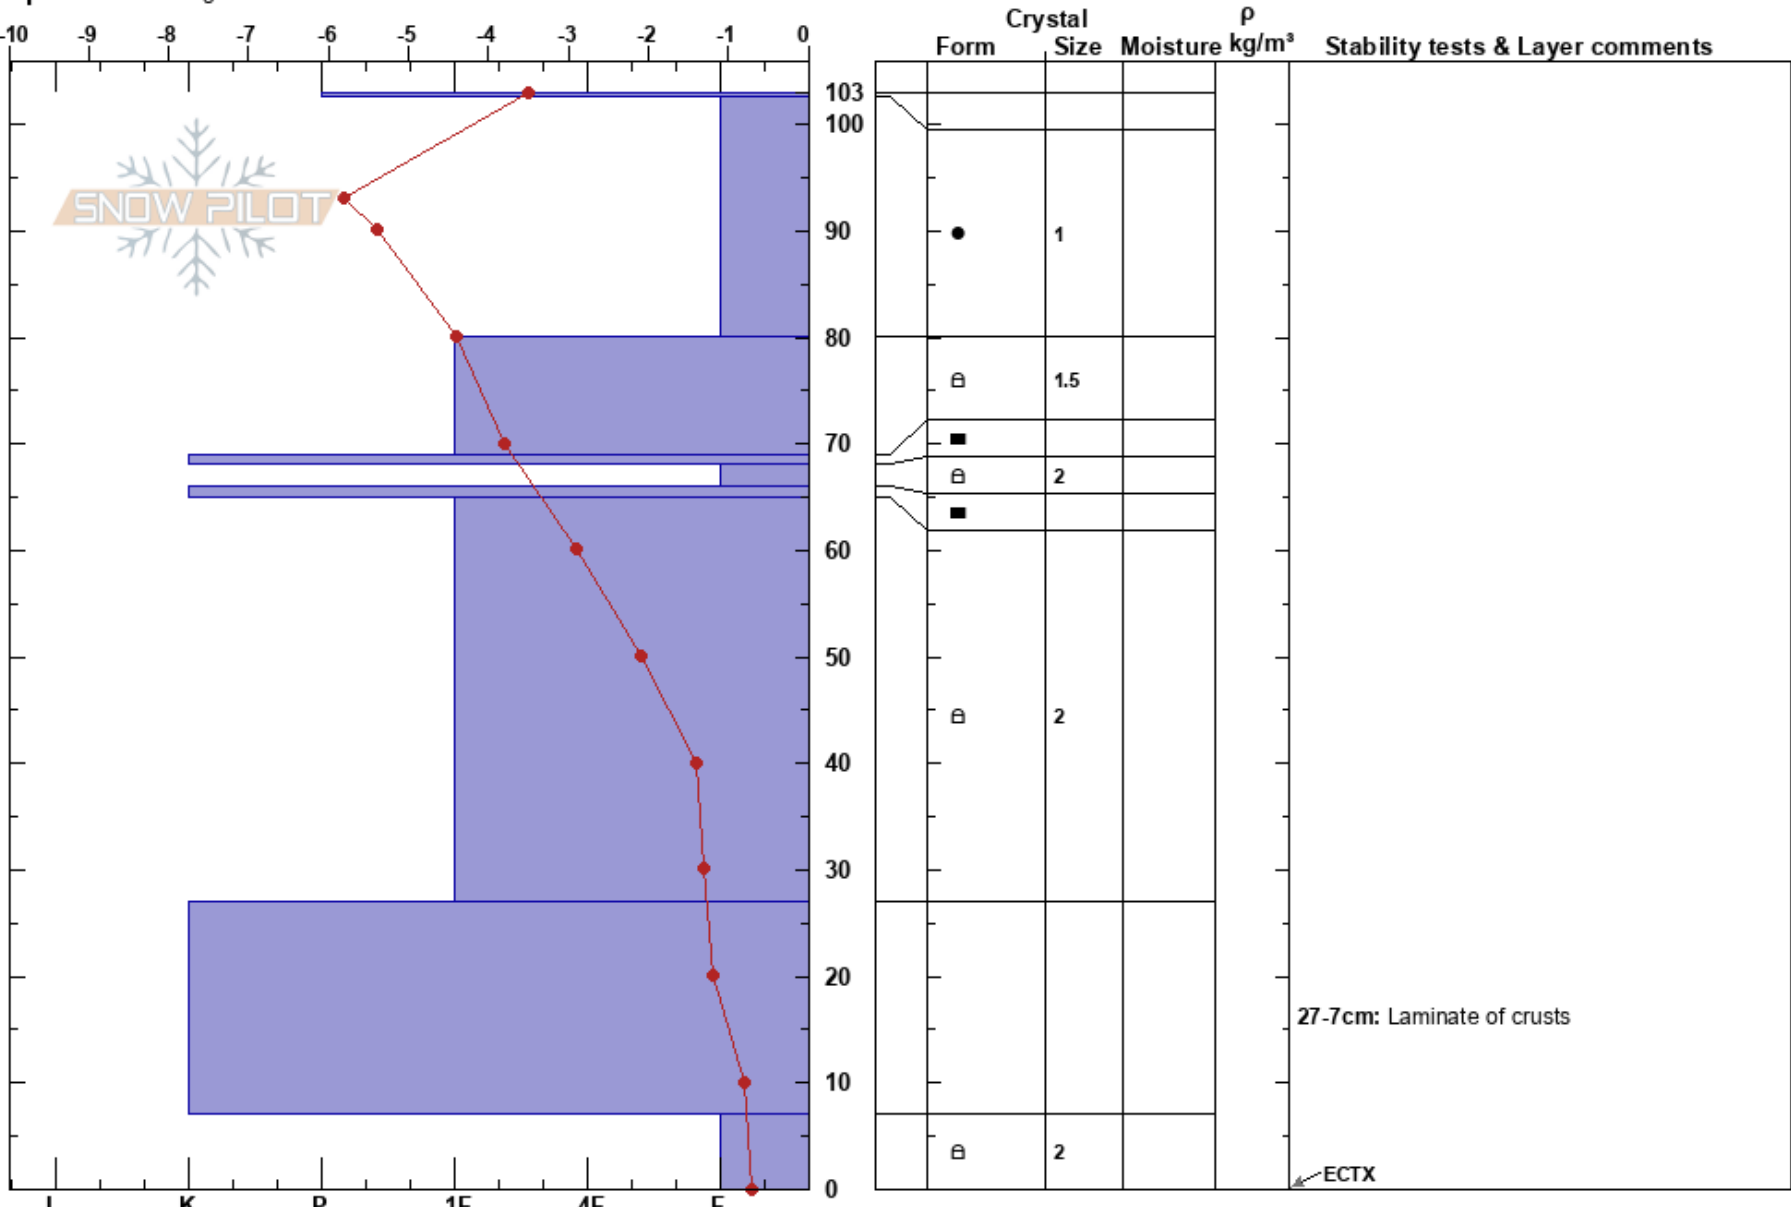 Crystal ρ
-10 -9 -8 -7 -6 -5 -4 -3 -2 -1 0 Form Size Moisture kg/m³ Stability tests & Layer comments
103
100
SNOW PILOT
90 1
80
1.5
70
2
60
50
2
40
30
20
27-7cm: Laminate of crusts
10
2
ECTX
0
I K P 1F 4F F